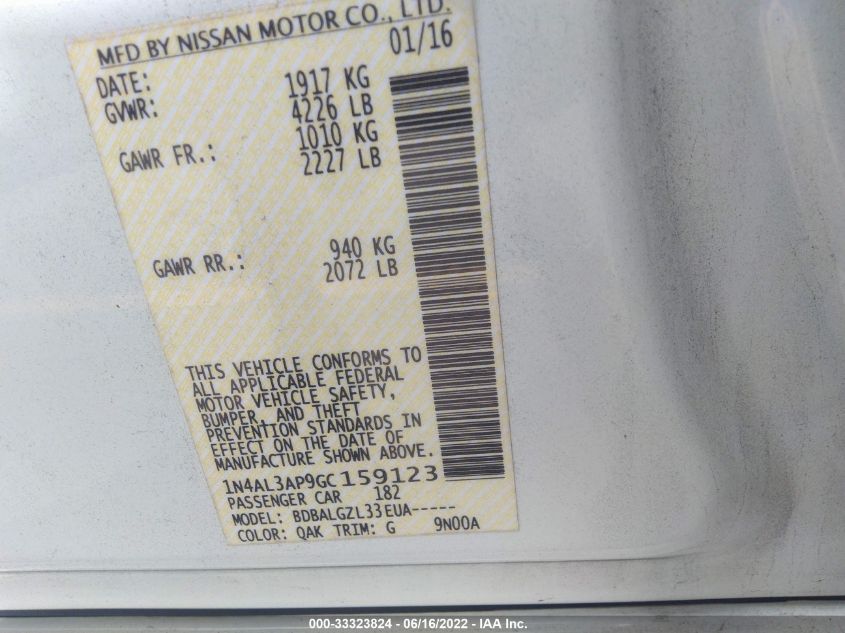 MFD BY NISSAN MOTOR CO., LTD.
DATE: 01/16
GVWR: 1917 KG
4226 LB
GAWR FR.: 1010 KG
2227 LB
GAWR RR.: 940 KG
2072 LB
THIS VEHICLE CONFORMS TO
ALL APPLICABLE FEDERAL
MOTOR VEHICLE SAFETY,
BUMPER, AND THEFT
PREVENTION STANDARDS IN
EFFECT ON THE DATE OF
MANUFACTURE SHOWN ABOVE.
1N4AL3AP9GC159123
PASSENGER CAR 182
MODEL: BDBALGZL33EUA-----
COLOR: QAK TRIM: G 9N00A
000-33323824 - 06/16/2022 - IAA Inc.